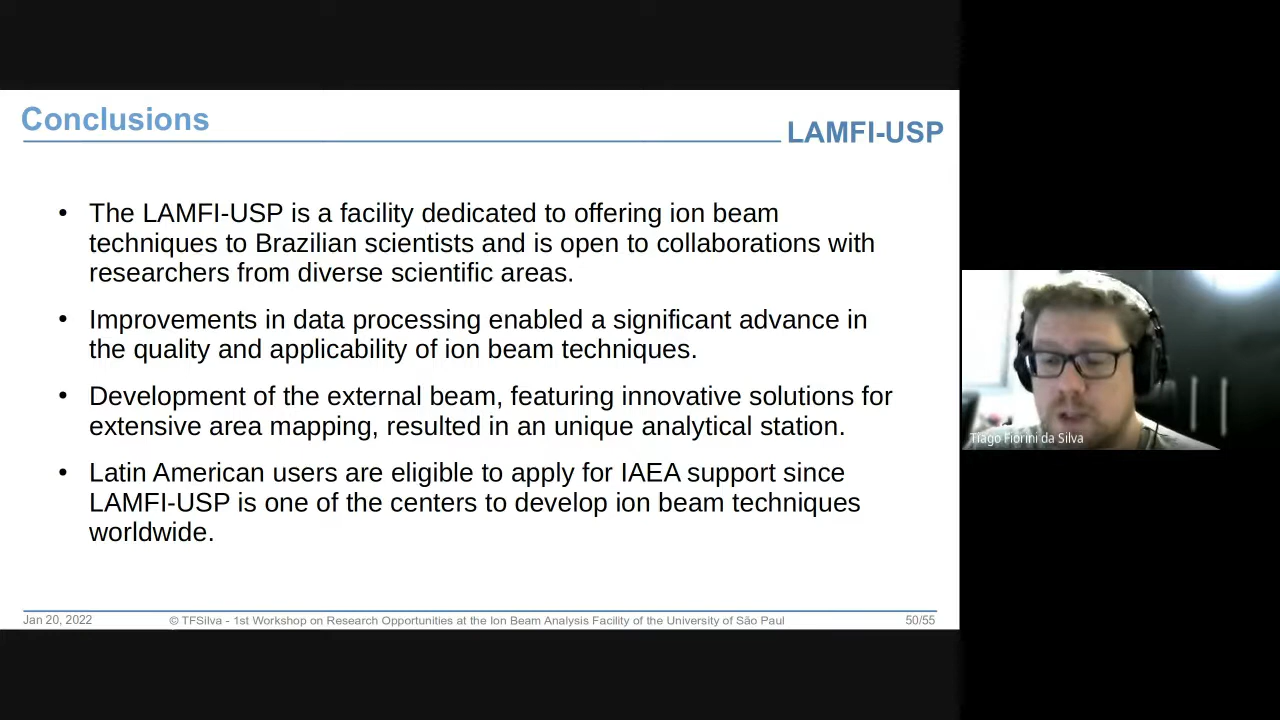 Conclusions
LAMFI-USP
• The LAMFI-USP is a facility dedicated to offering ion beam
techniques to Brazilian scientists and is open to collaborations with
researchers from diverse scientific areas.
• Improvements in data processing enabled a significant advance in
the quality and applicability of ion beam techniques.
• Development of the external beam, featuring innovative solutions for
extensive area mapping, resulted in an unique analytical station.
• Latin American users are eligible to apply for IAEA support since
LAMFI-USP is one of the centers to develop ion beam techniques
worldwide.
Jan 20, 2022
© TFSilva - 1st Workshop on Research Opportunities at the Ion Beam Analysis Facility of the University of São Paul
50/55
Tiago Fiorini da Silva